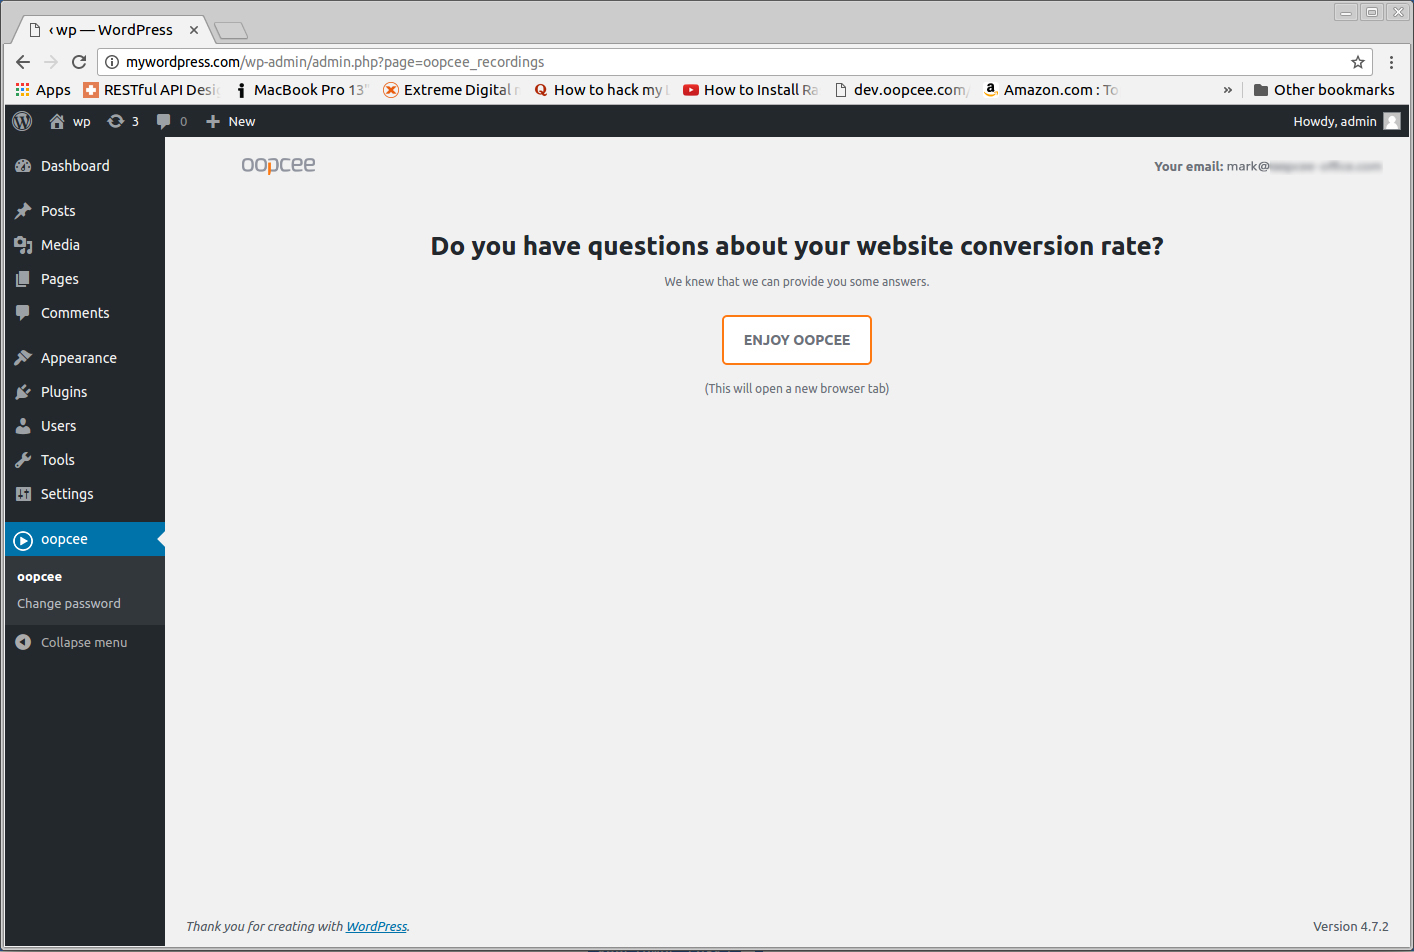 ‹ wp — WordPress
mywordpress.com/wp-admin/admin.php?page=oopcee_recordings
Apps RESTful API Desi MacBook Pro 13" Extreme Digital How to hack my How to Install Ra dev.oopcee.com/ Amazon.com : To » Other bookmarks
wp 3 0 New Howdy, admin
oopcee
Your email: mark@
Dashboard
Posts
Media
Pages
Comments
Appearance
Plugins
Users
Tools
Settings
oopcee
oopcee
Change password
Collapse menu
Do you have questions about your website conversion rate?
We knew that we can provide you some answers.
ENJOY OOPCEE
(This will open a new browser tab)
Thank you for creating with WordPress.
Version 4.7.2